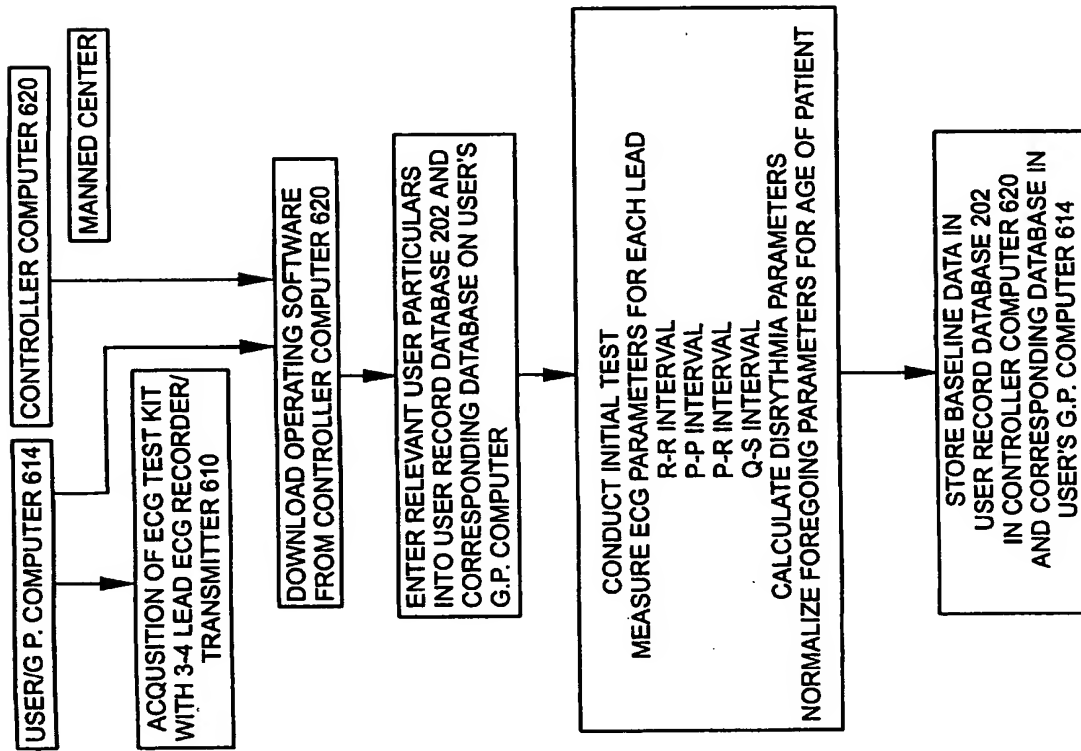 USER/G P. COMPUTER 614
CONTROLLER COMPUTER 620
MANNED CENTER
ACQUSITION OF ECG TEST KIT
WITH 3-4 LEAD ECG RECORDER/
TRANSMITTER 610
DOWNLOAD OPERATING SOFTWARE
FROM CONTROLLER COMPUTER 620
ENTER RELEVANT USER PARTICULARS
INTO USER RECORD DATABASE 202 AND
CORRESPONDING DATABASE ON USER'S
G.P. COMPUTER
CONDUCT INITIAL TEST
MEASURE ECG PARAMETERS FOR EACH LEAD
R-R INTERVAL
P-P INTERVAL
P-R INTERVAL
Q-S INTERVAL
CALCULATE DISRYTHMIA PARAMETERS
NORMALIZE FOREGOING PARAMETERS FOR AGE OF PATIENT
STORE BASELINE DATA IN
USER RECORD DATABASE 202
IN CONTROLLER COMPUTER 620
AND CORRESPONDING DATABASE IN
USER'S G.P. COMPUTER 614